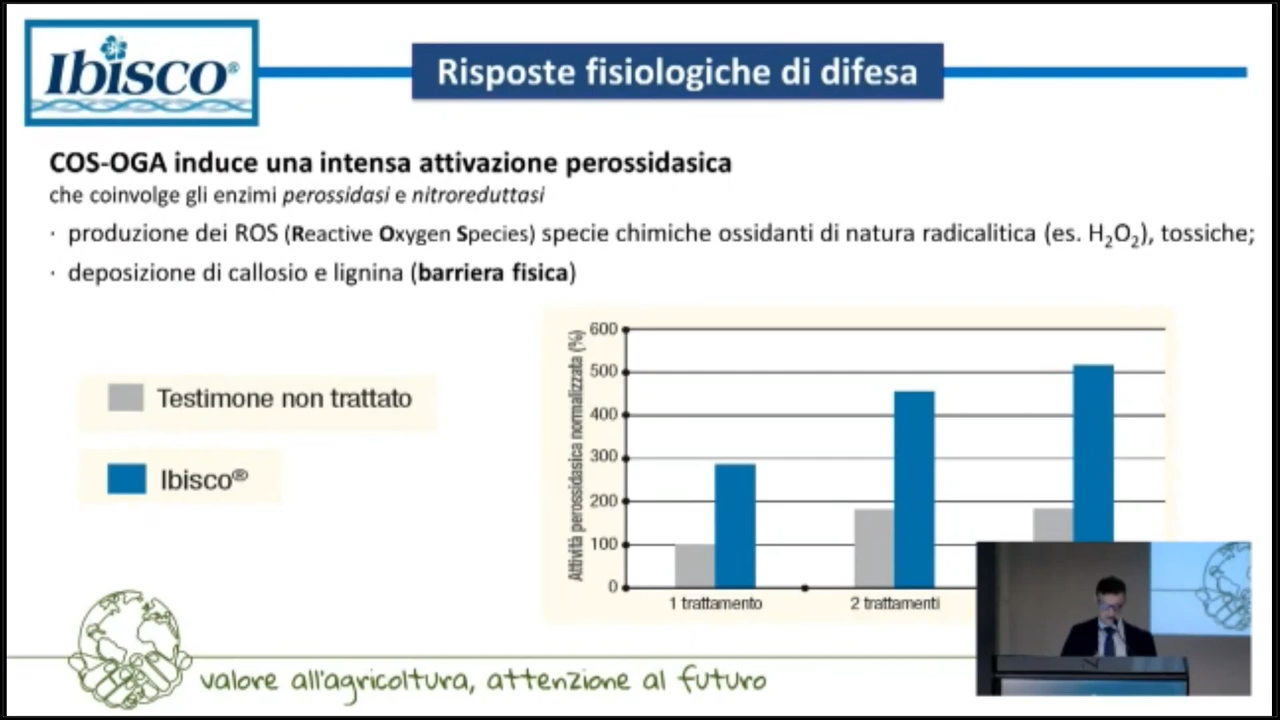 Ibisco®
Risposte fisiologiche di difesa
COS-OGA induce una intensa attivazione perossidasica
che coinvolge gli enzimi perossidasi e nitroreduttasi
· produzione dei ROS (Reactive Oxygen Species) specie chimiche ossidanti di natura radicalitica (es. H₂O₂), tossiche;
· deposizione di callosio e lignina (barriera fisica)
Testimone non trattato
Ibisco®
Attività perossidasica normalizzata (%)
600
500
400
300
200
100
0
1 trattamento
2 trattamenti
valore all'agricoltura, attenzione al futuro